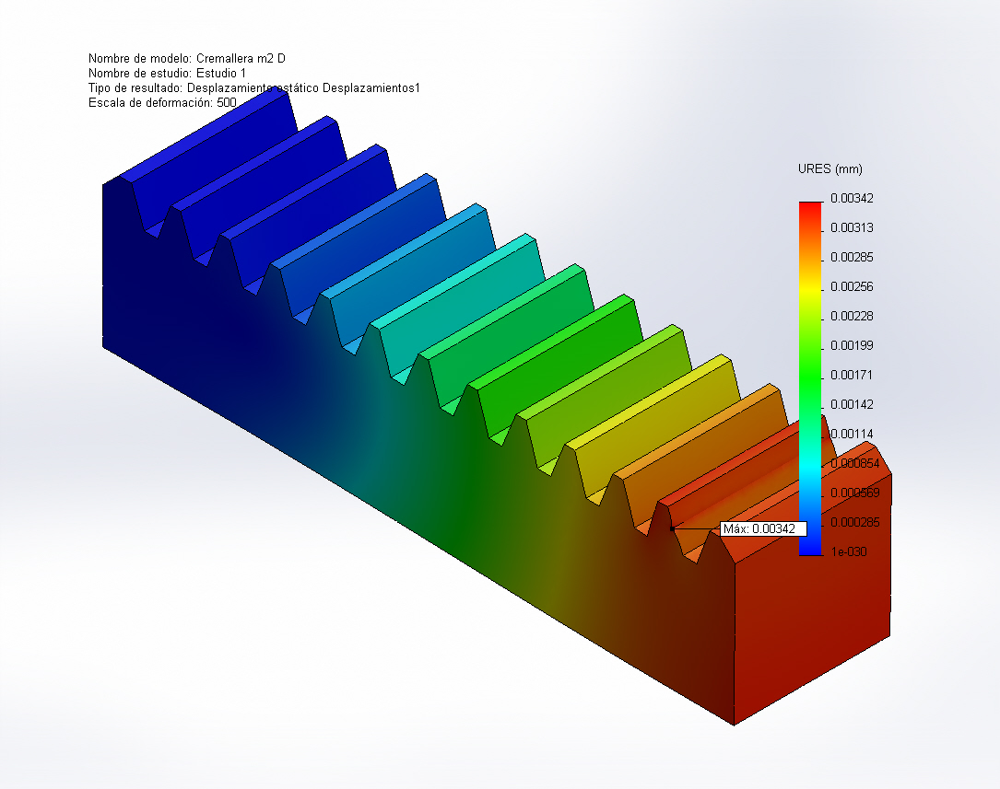 Nombre de modelo: Cremallera m2 D
Nombre de estudio: Estudio 1
Tipo de resultado: Desplazamiento estático Desplazamientos1
Escala de deformación: 500
URES (mm)
0.00342
0.00313
0.00285
0.00256
0.00228
0.00199
0.00171
0.00142
0.00114
0.000854
0.000569
0.000285
1e-030
Máx: 0.00342